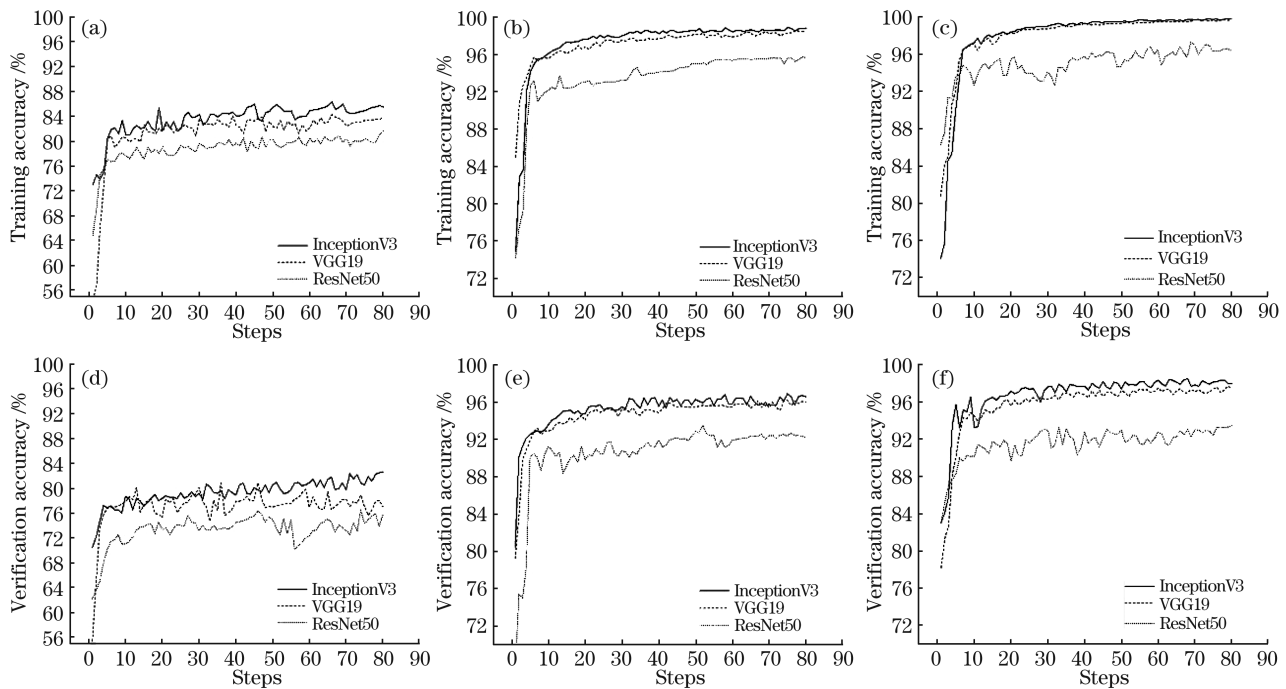 (a)
100
96
92
88
84
80
76
72
68
64
60
56
Training accuracy /%
InceptionV3
VGG19
ResNet50
0 10 20 30 40 50 60 70 80 90
Steps
(b)
100
96
92
88
84
80
76
72
Training accuracy /%
InceptionV3
VGG19
ResNet50
0 10 20 30 40 50 60 70 80 90
Steps
(c)
100
96
92
88
84
80
76
72
Training accuracy /%
InceptionV3
VGG19
ResNet50
0 10 20 30 40 50 60 70 80 90
Steps
(d)
100
96
92
88
84
80
76
72
68
64
60
56
Verification accuracy /%
InceptionV3
VGG19
ResNet50
0 10 20 30 40 50 60 70 80 90
Steps
(e)
100
96
92
88
84
80
76
72
Verification accuracy /%
InceptionV3
VGG19
ResNet50
0 10 20 30 40 50 60 70 80 90
Steps
(f)
100
96
92
88
84
80
76
72
Verification accuracy /%
InceptionV3
VGG19
ResNet50
0 10 20 30 40 50 60 70 80 90
Steps